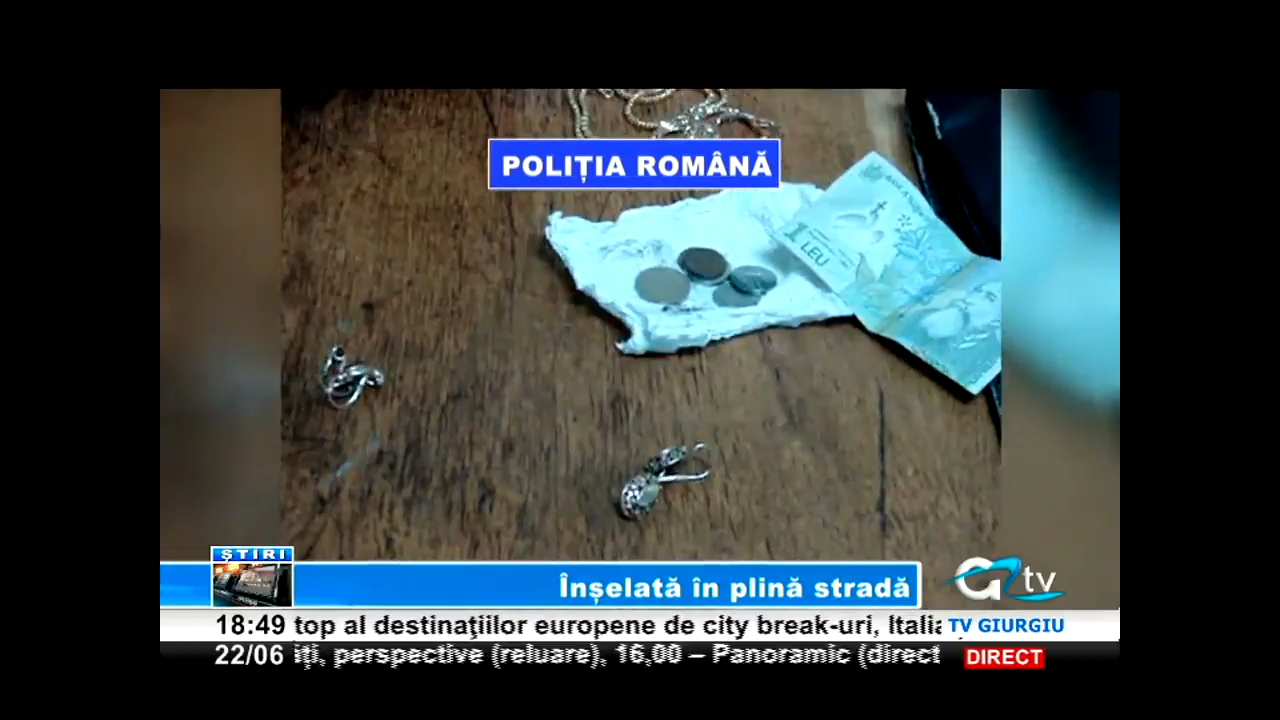 POLIȚIA ROMÂNĂ
1 LEU
ȘTIRI
Înșelată în plină stradă
G tv
18:49 top al destinaţiilor europene de city break-uri, Italia
TV GIURGIU
22/06 iți, perspective (reluare), 16,00 – Panoramic (direct
DIRECT